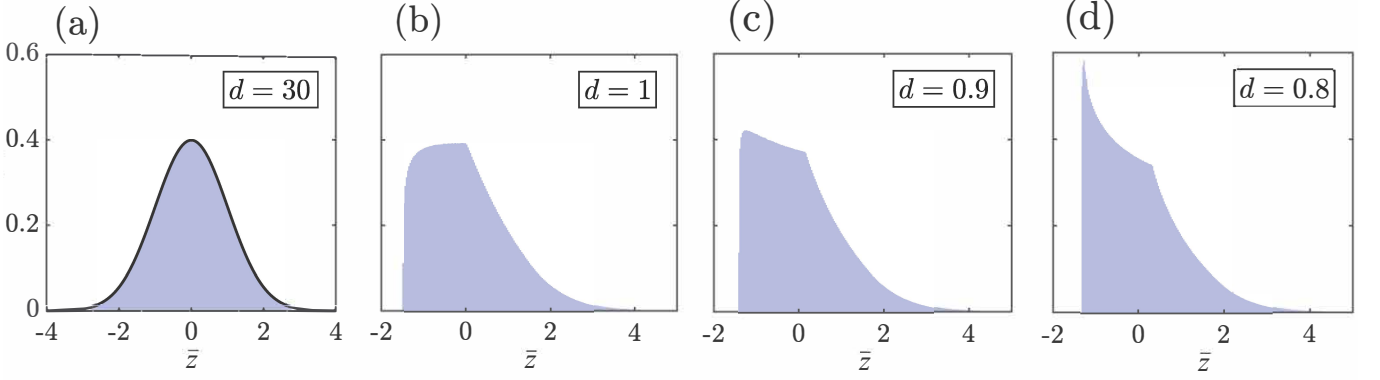 (a) (b) (c) (d)
d = 30 d = 1 d = 0.9 d = 0.8
0.6
0.4
0.2
0
-4 -2 0 2 4 -2 0 2 4 -2 0 2 4 -2 0 2 4
z̄ z̄ z̄ z̄